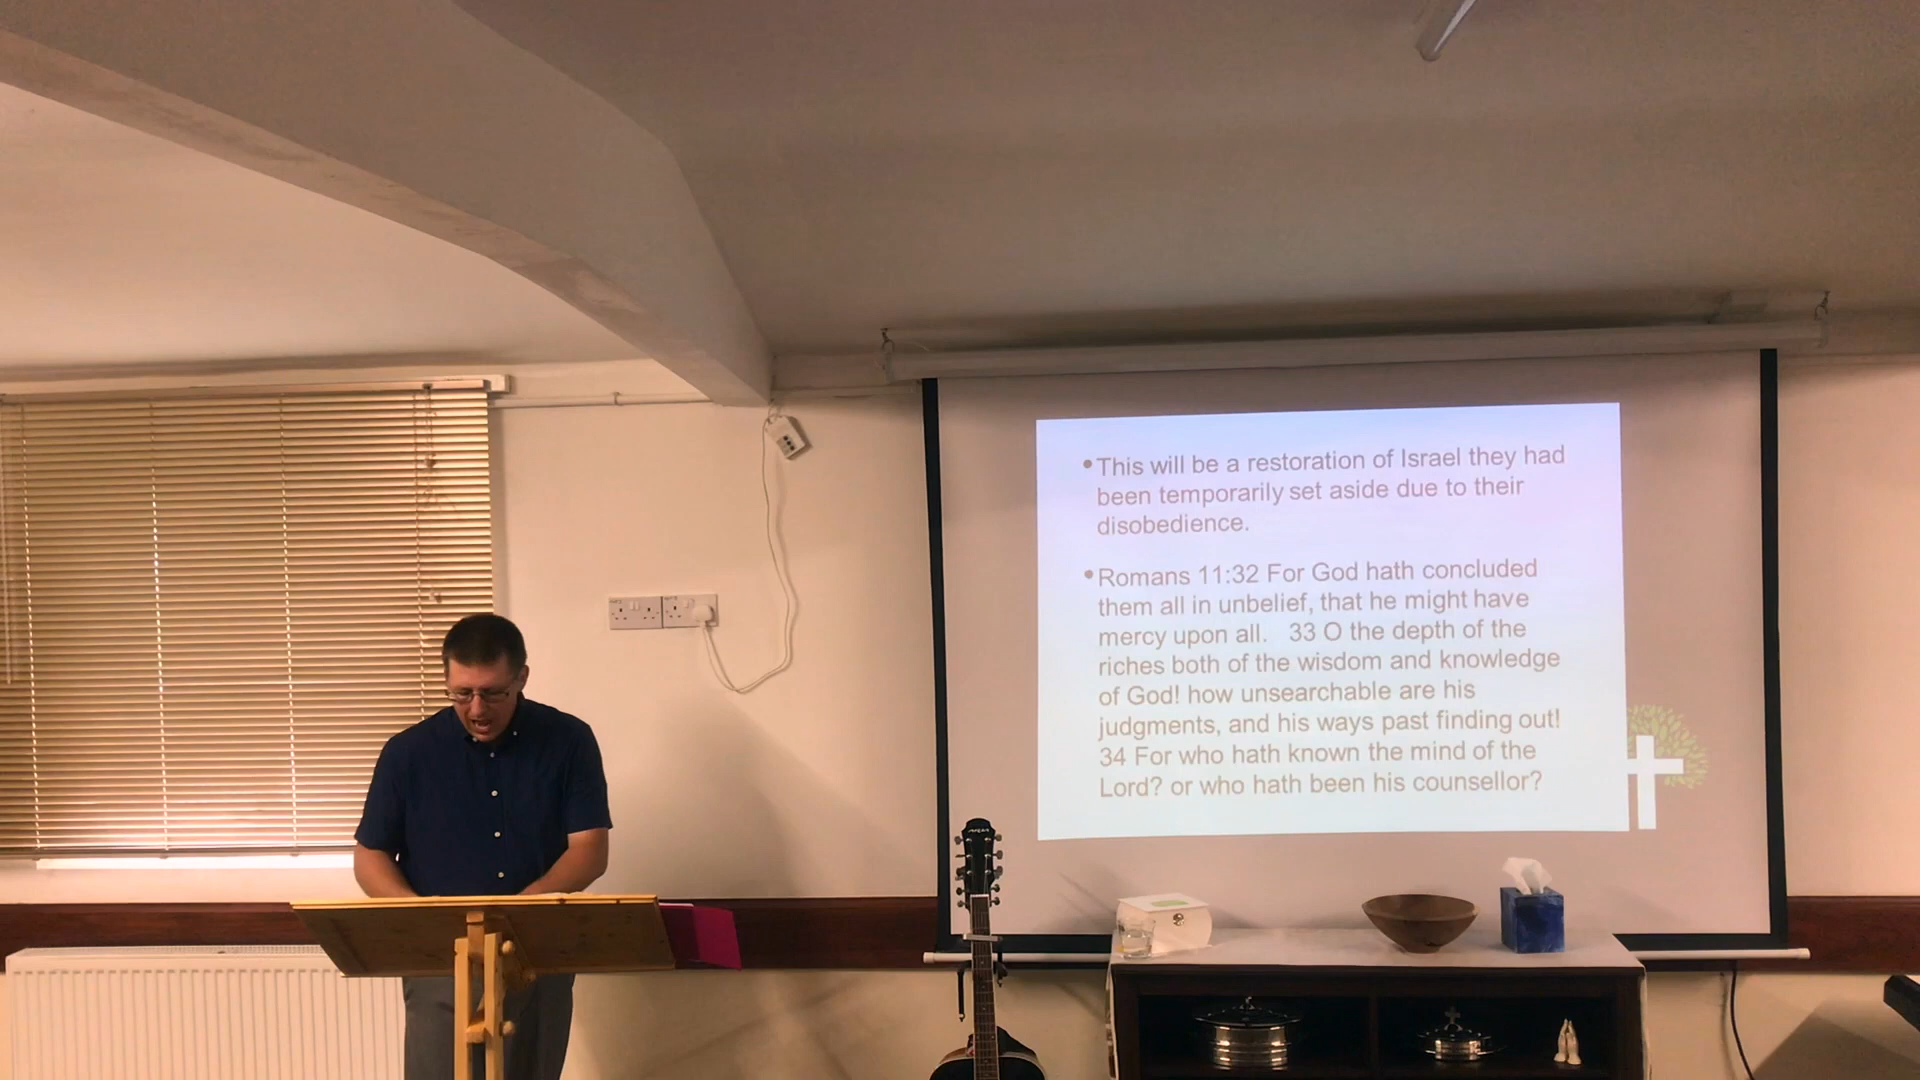 •This will be a restoration of Israel they had
been temporarily set aside due to their
disobedience.
•Romans 11:32 For God hath concluded
them all in unbelief, that he might have
mercy upon all. 33 O the depth of the
riches both of the wisdom and knowledge
of God! how unsearchable are his
judgments, and his ways past finding out!
34 For who hath known the mind of the
Lord? or who hath been his counsellor?